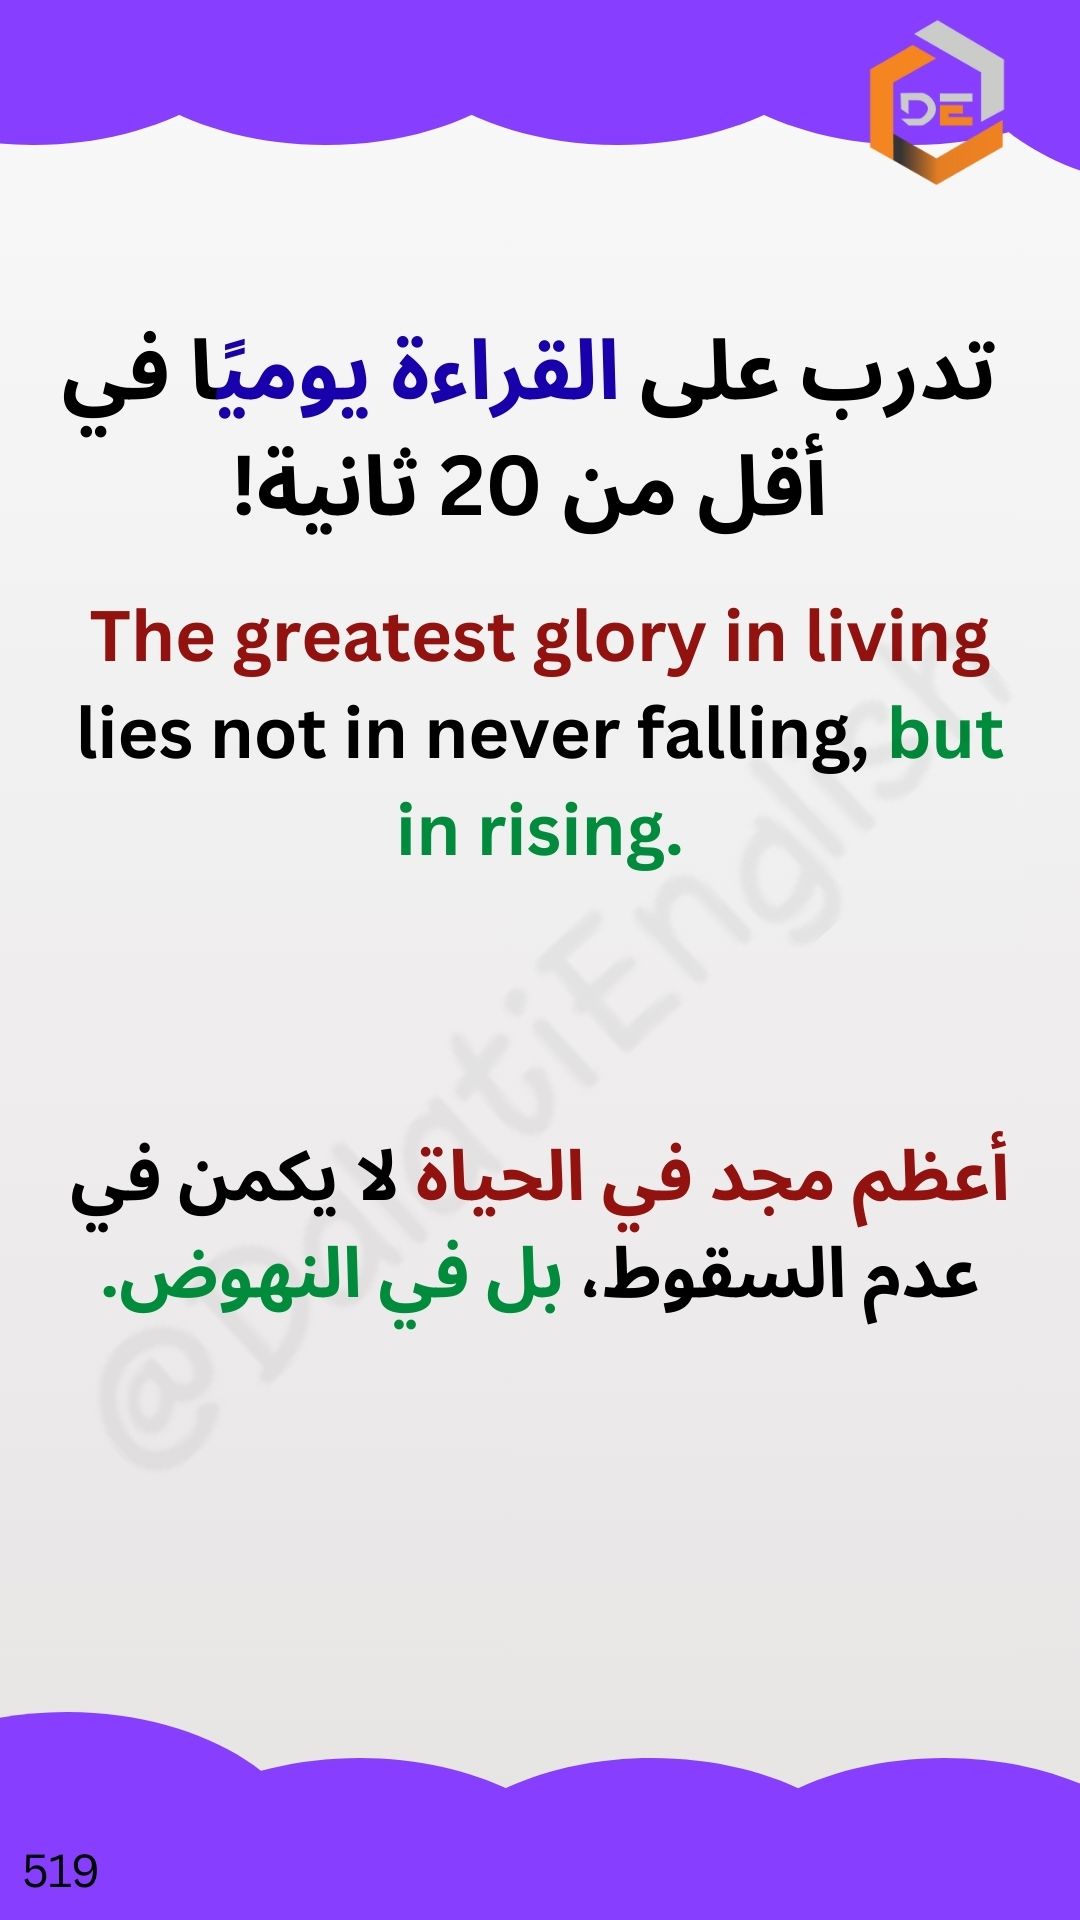 DE
تدرب على القراءة يوميًا في
أقل من 20 ثانية!
The greatest glory in living
lies not in never falling, but
in rising.
أعظم مجد في الحياة لا يكمن في
عدم السقوط، بل في النهوض.
@DdlatiEnglish
519